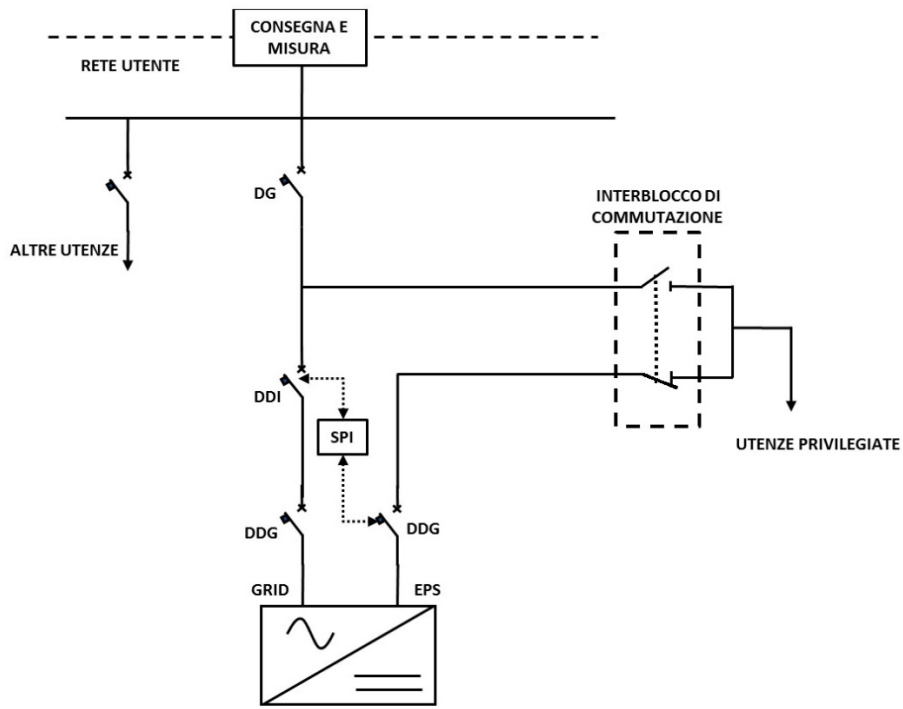 CONSEGNA E
MISURA
RETE UTENTE
DG
INTERBLOCCO DI
COMMUTAZIONE
ALTRE UTENZE
DDI
SPI
UTENZE PRIVILEGIATE
DDG
DDG
GRID
EPS